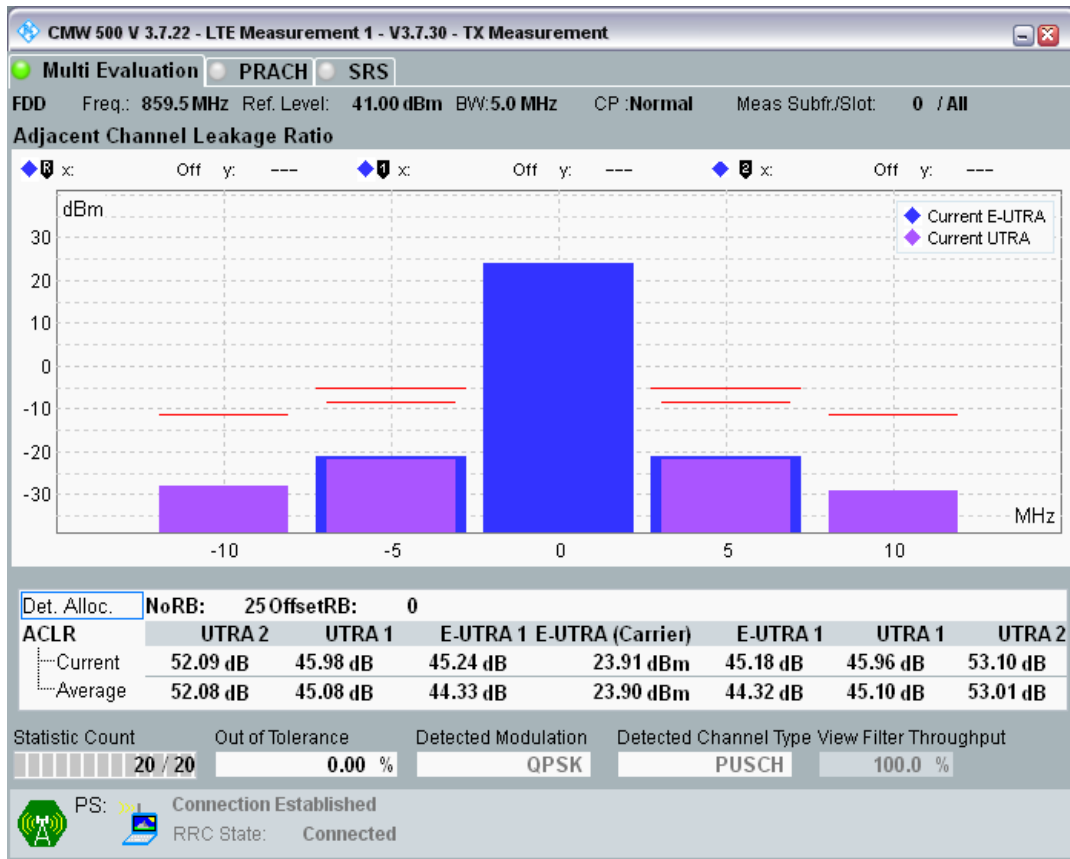 CMW 500 V 3.7.22 - LTE Measurement 1 - V3.7.30 - TX Measurement
Multi Evaluation PRACH SRS
FDD Freq.: 859.5 MHz Ref. Level: 41.00 dBm BW:5.0 MHz CP :Normal Meas Subfr./Slot: 0 / All
Adjacent Channel Leakage Ratio
R x: Off y: --- 1 x: Off y: --- 2 x: Off y: ---
dBm
Current E-UTRA
Current UTRA
30
20
10
0
-10
-20
-30
MHz
-10 -5 0 5 10
Det. Alloc. NoRB: 25 OffsetRB: 0
ACLR UTRA 2 UTRA 1 E-UTRA 1 E-UTRA (Carrier) E-UTRA 1 UTRA 1 UTRA 2
Current 52.09 dB 45.98 dB 45.24 dB 23.91 dBm 45.18 dB 45.96 dB 53.10 dB
Average 52.08 dB 45.08 dB 44.33 dB 23.90 dBm 44.32 dB 45.10 dB 53.01 dB
Statistic Count Out of Tolerance Detected Modulation Detected Channel Type View Filter Throughput
20 / 20 0.00 % QPSK PUSCH 100.0 %
PS: Connection Established
RRC State: Connected